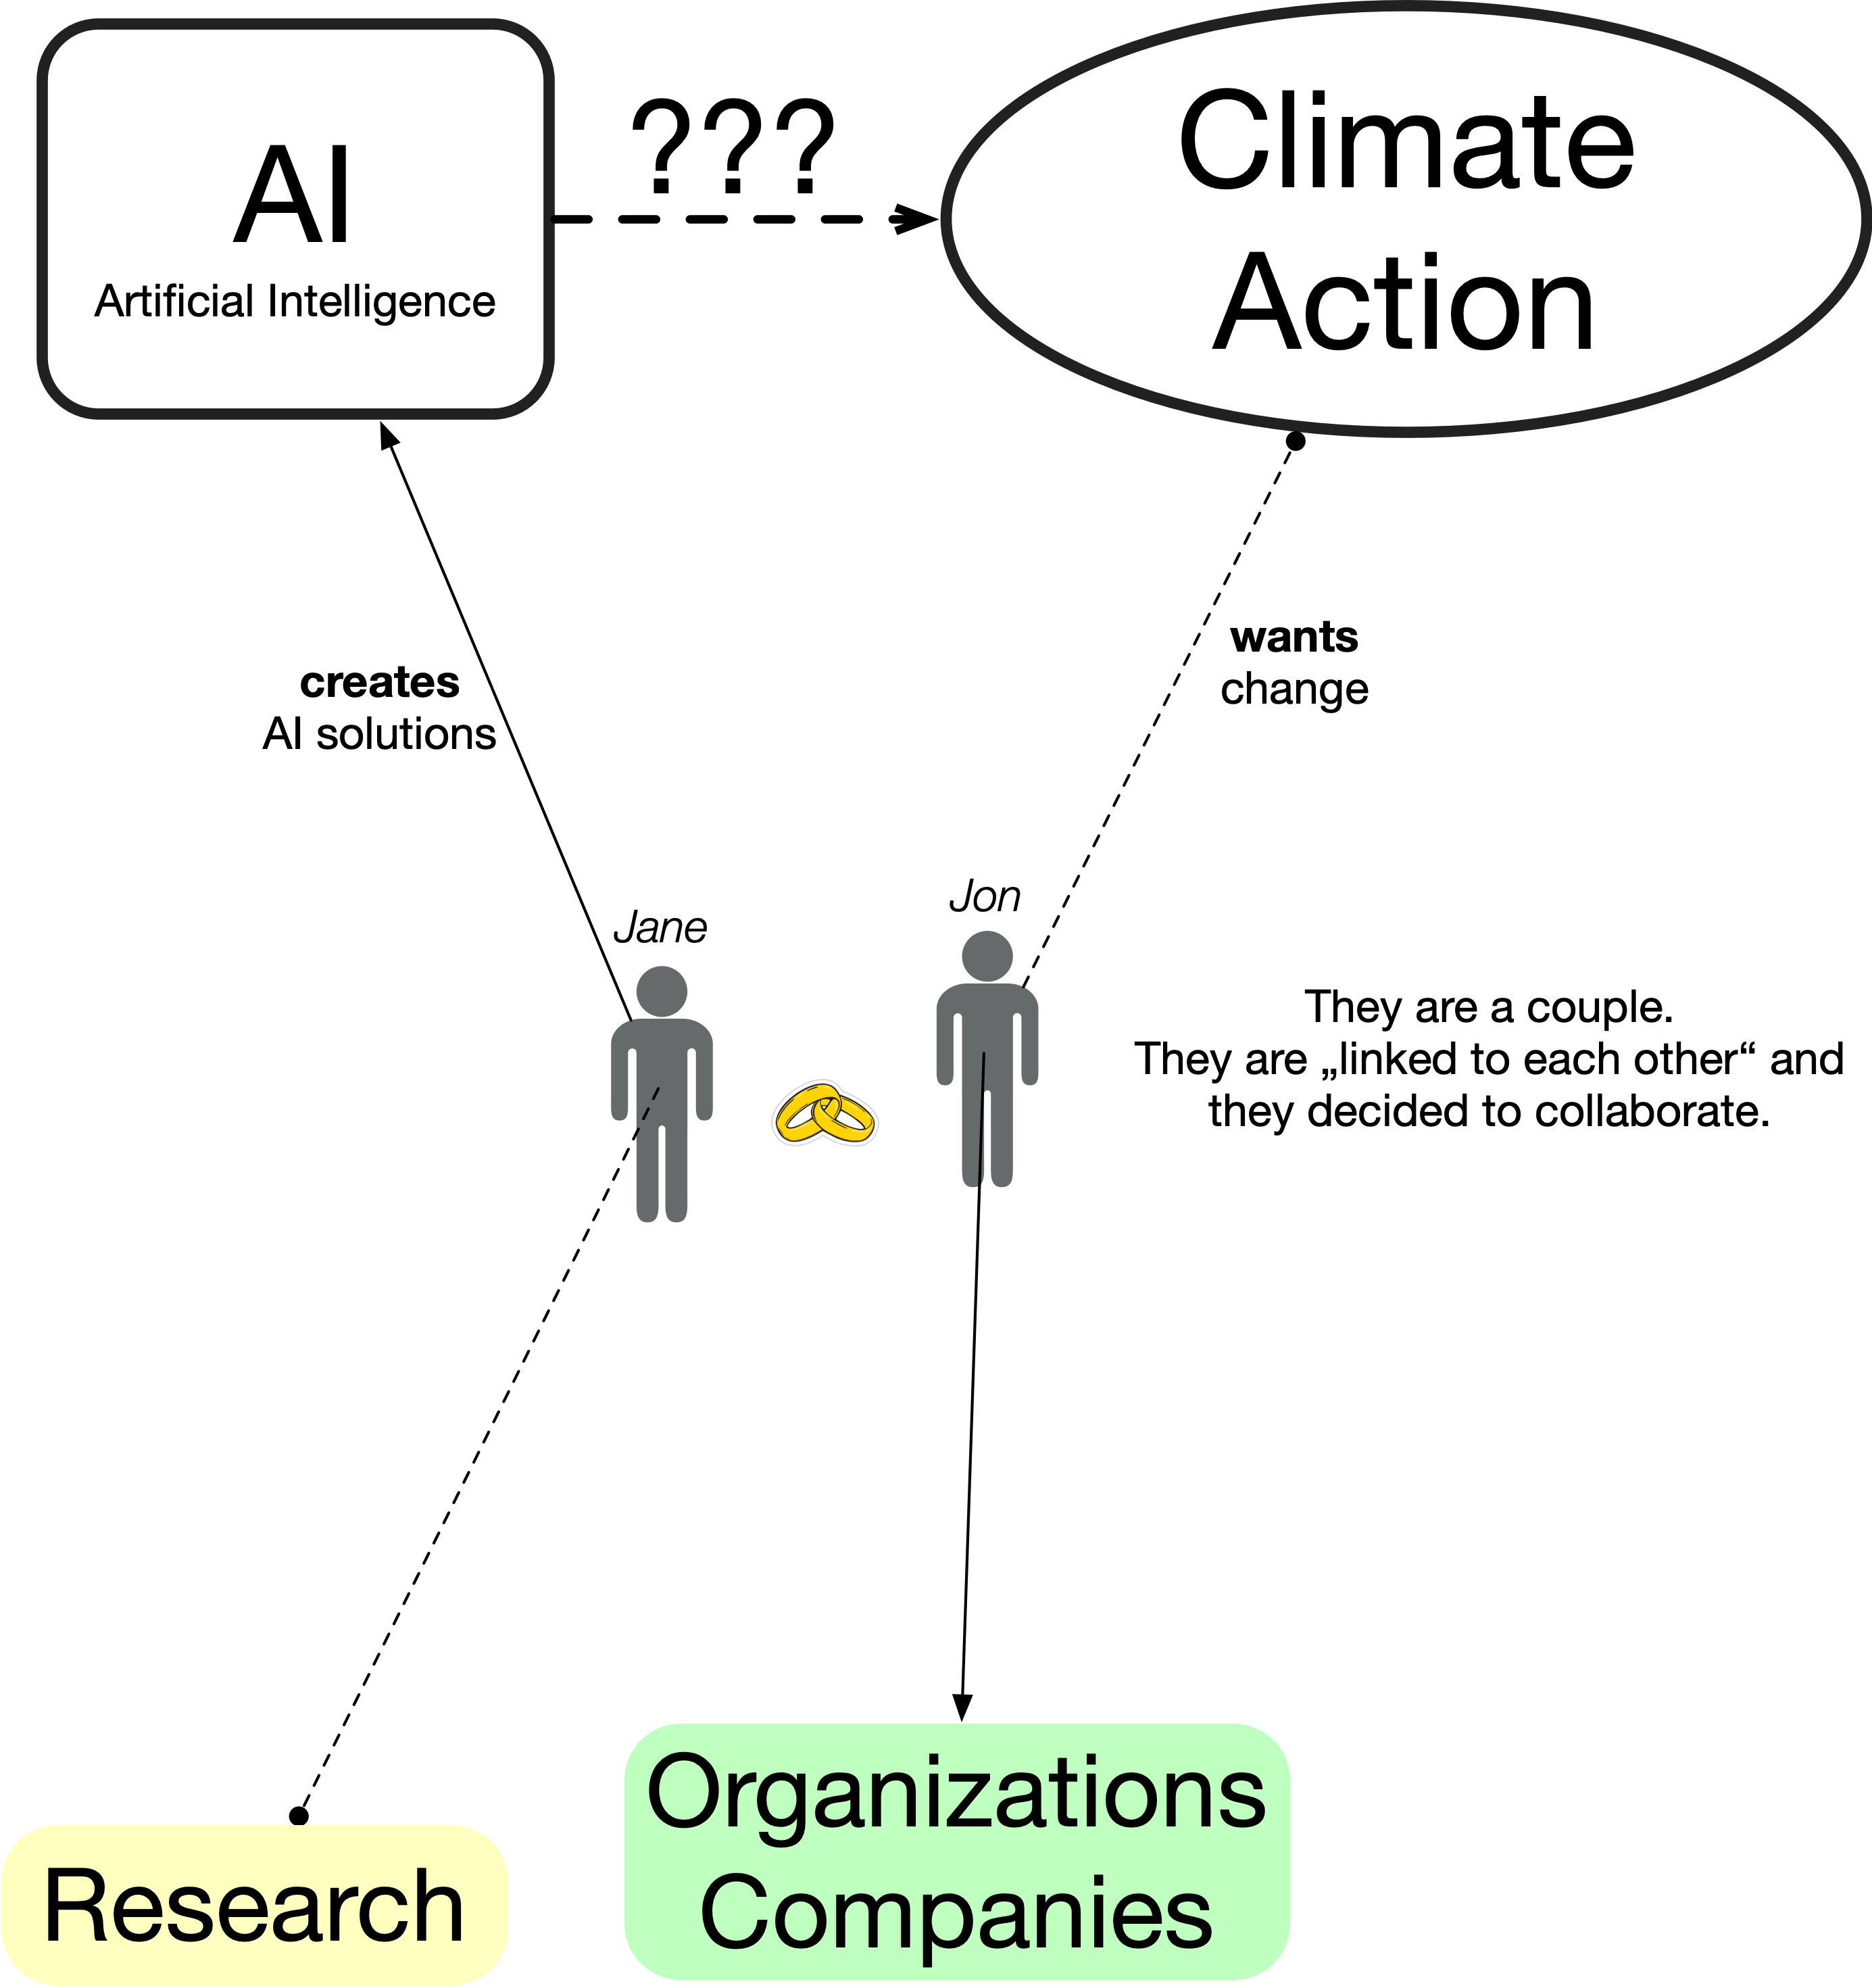 AI
Artificial Intelligence
???
Climate
Action
creates
AI solutions
wants
change
Jane
Jon
They are a couple.
They are „linked to each other“ and
they decided to collaborate.
Research
Organizations
Companies